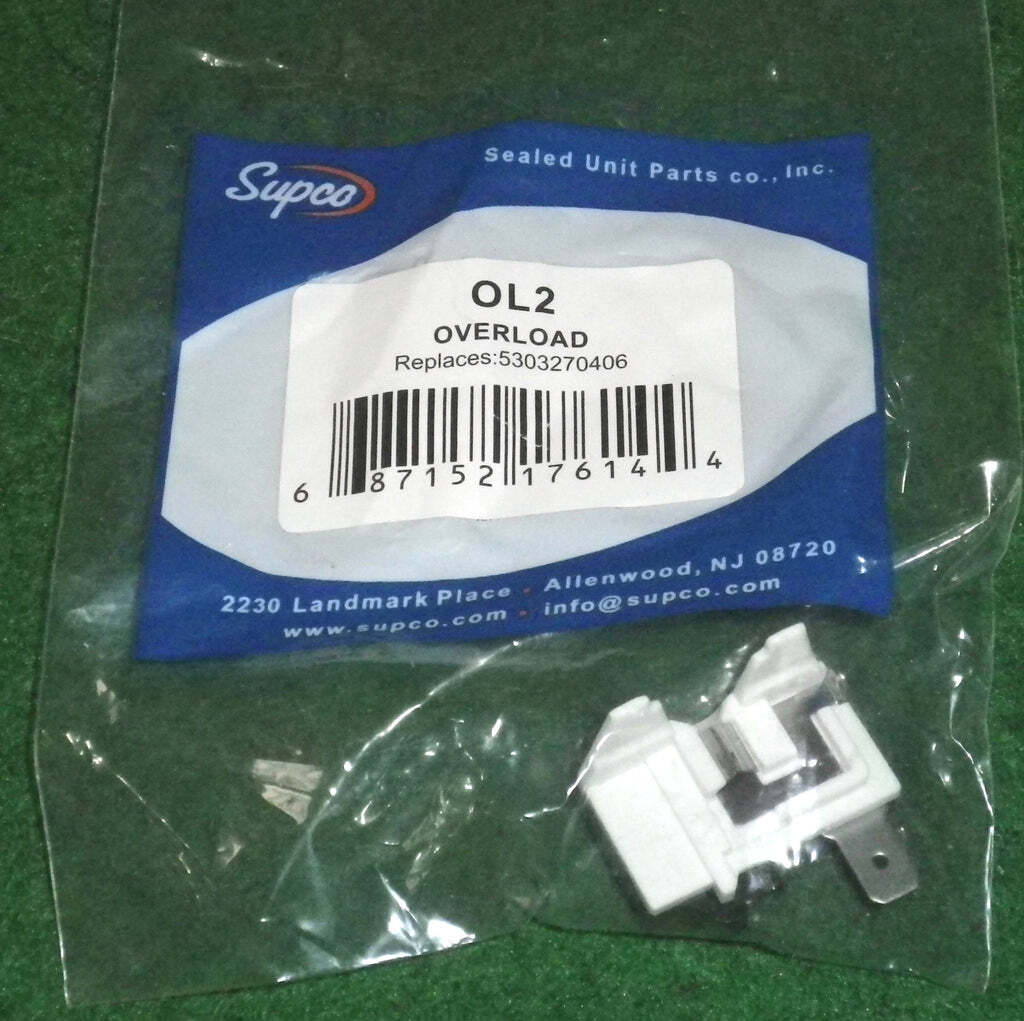 Supco
Sealed Unit Parts co., Inc.
OL2
OVERLOAD
Replaces:5303270406
6 87152 17614 4
2230 Landmark Place - Allenwood, NJ 08720
www.supco.com - info@supco.com